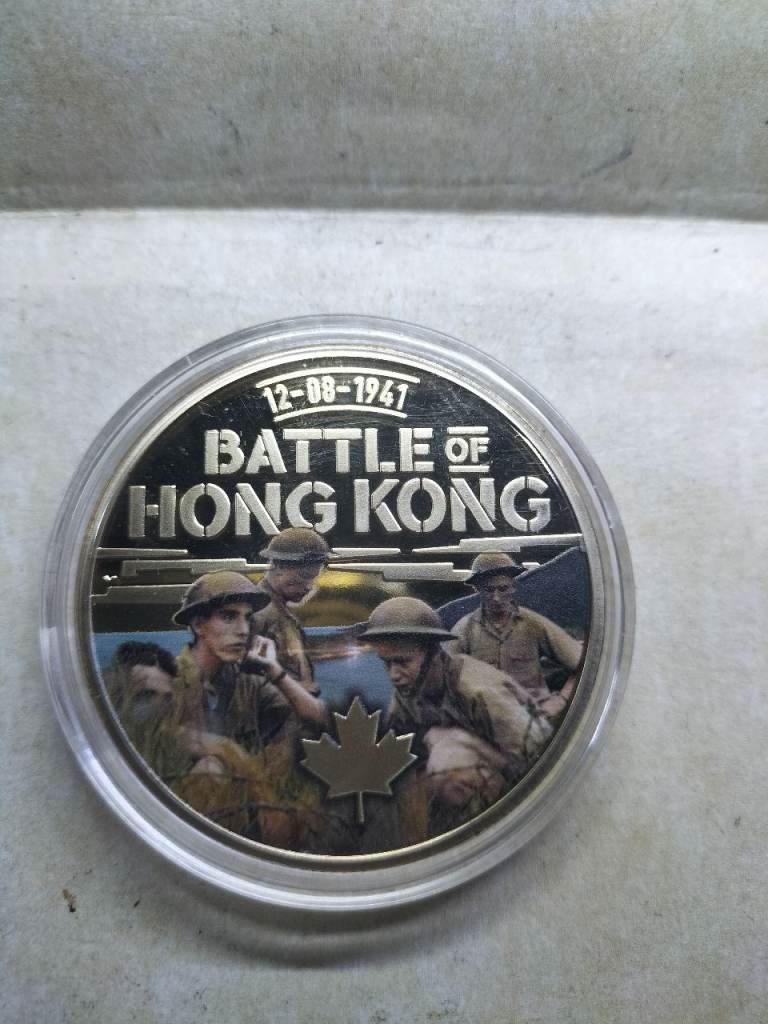 12-08-1941
BATTLE OF
HONG KONG